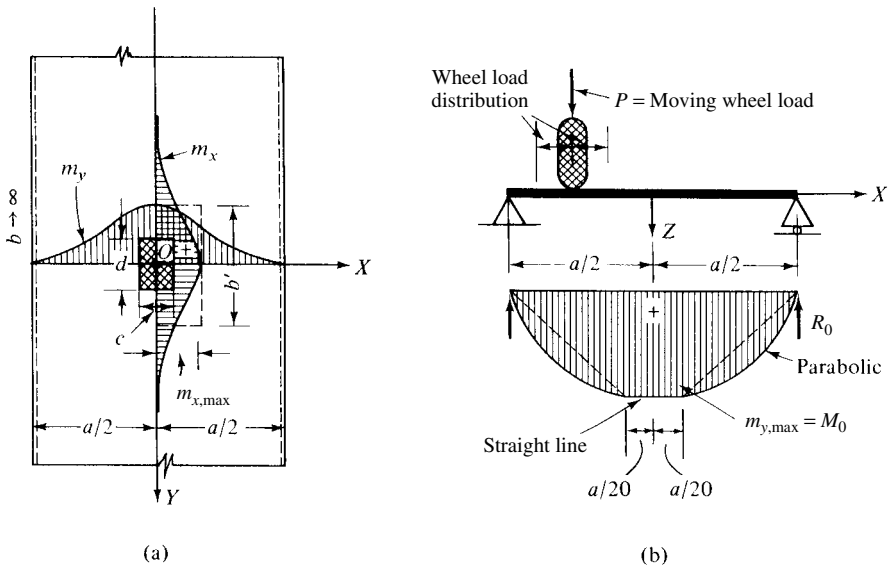 m_x
m_y
b → ∞
d
O
+
X
b′
c
m_x,max
a/2
a/2
Y
(a)
Wheel load
distribution
P = Moving wheel load
X
Z
a/2
a/2
+
R_0
Parabolic
m_y,max = M_0
Straight line
a/20
a/20
(b)